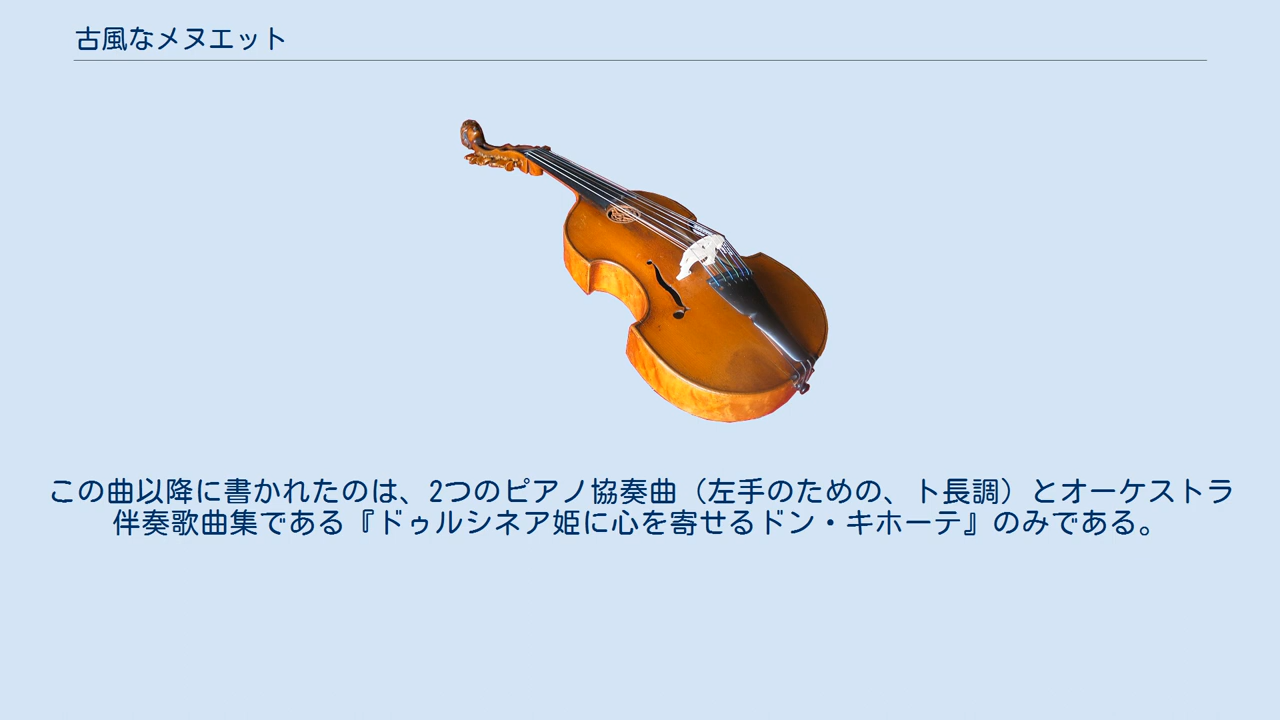 古風なメヌエット
この曲以降に書かれたのは、2つのピアノ協奏曲（左手のための、ト長調）とオーケストラ
伴奏歌曲集である『ドゥルシネア姫に心を寄せるドン・キホーテ』のみである。